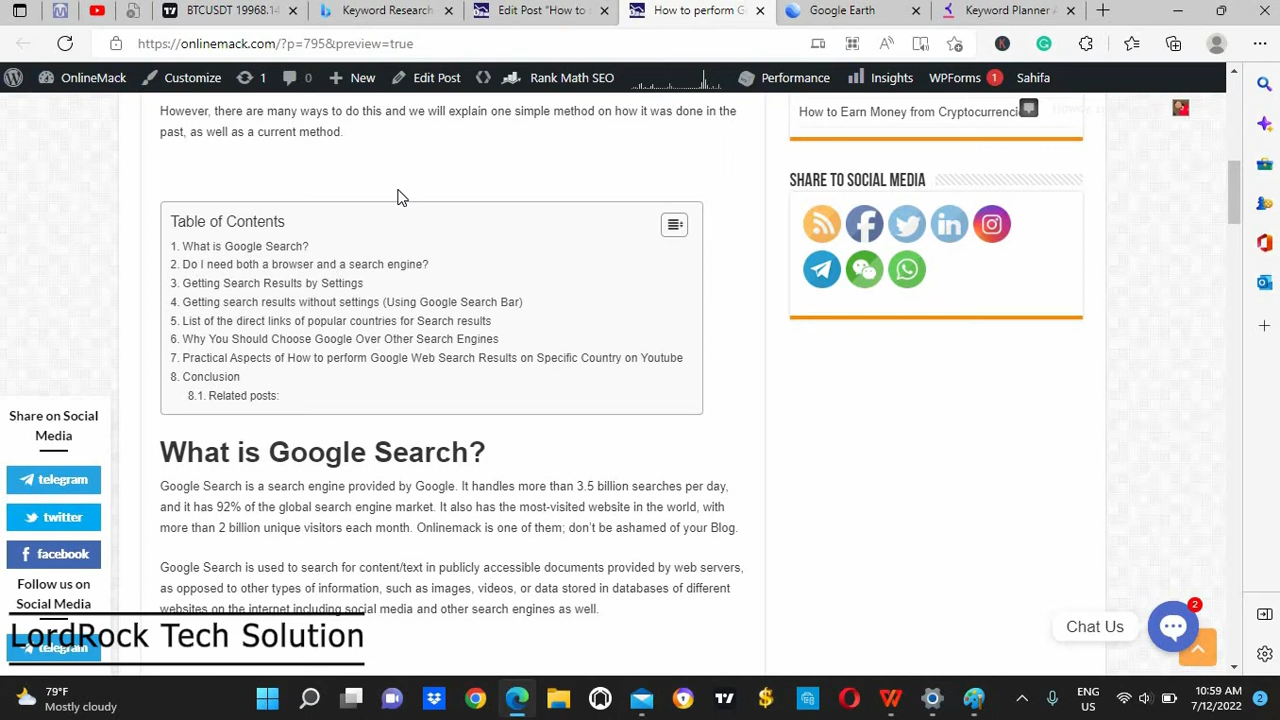 BTCUSDT 19968.14
Keyword Research
Edit Post "How to
How to perform G
Google Earth
Keyword Planner
https://onlinemack.com/?p=795&preview=true
OnlineMack
Customize
1
0
New
Edit Post
Rank Math SEO
Performance
Insights
WPForms
1
Sahifa
However, there are many ways to do this and we will explain one simple method on how it was done in the
past, as well as a current method.
How to Earn Money from Cryptocurrenci
SHARE TO SOCIAL MEDIA
Table of Contents
1. What is Google Search?
2. Do I need both a browser and a search engine?
3. Getting Search Results by Settings
4. Getting search results without settings (Using Google Search Bar)
5. List of the direct links of popular countries for Search results
6. Why You Should Choose Google Over Other Search Engines
7. Practical Aspects of How to perform Google Web Search Results on Specific Country on Youtube
8. Conclusion
8.1. Related posts:
What is Google Search?
Google Search is a search engine provided by Google. It handles more than 3.5 billion searches per day,
and it has 92% of the global search engine market. It also has the most-visited website in the world, with
more than 2 billion unique visitors each month. Onlinemack is one of them; don't be ashamed of your Blog.
Google Search is used to search for content/text in publicly accessible documents provided by web servers,
as opposed to other types of information, such as images, videos, or data stored in databases of different
websites on the internet including social media and other search engines as well.
Share on Social
Media
telegram
twitter
facebook
Follow us on
Social Media
telegram
LordRock Tech Solution
Chat Us
2
79°F
Mostly cloudy
ENG
US
10:59 AM
7/12/2022
2